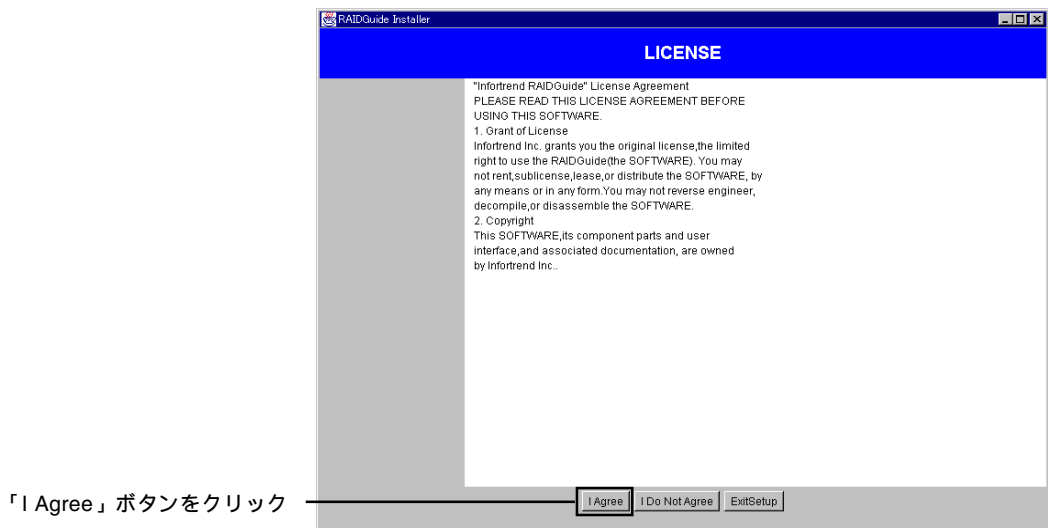 RAIDGuide Installer
LICENSE
"Infortrend RAIDGuide" License Agreement
PLEASE READ THIS LICENSE AGREEMENT BEFORE
USING THIS SOFTWARE.
1. Grant of License
Infortrend Inc. grants you the original license,the limited
right to use the RAIDGuide(the SOFTWARE). You may
not rent,sublicense,lease,or distribute the SOFTWARE, by
any means or in any form.You may not reverse engineer,
decompile,or disassemble the SOFTWARE.
2. Copyright
This SOFTWARE,its component parts and user
interface,and associated documentation, are owned
by Infortrend Inc..
「I Agree」ボタンをクリック
I Agree I Do Not Agree ExitSetup